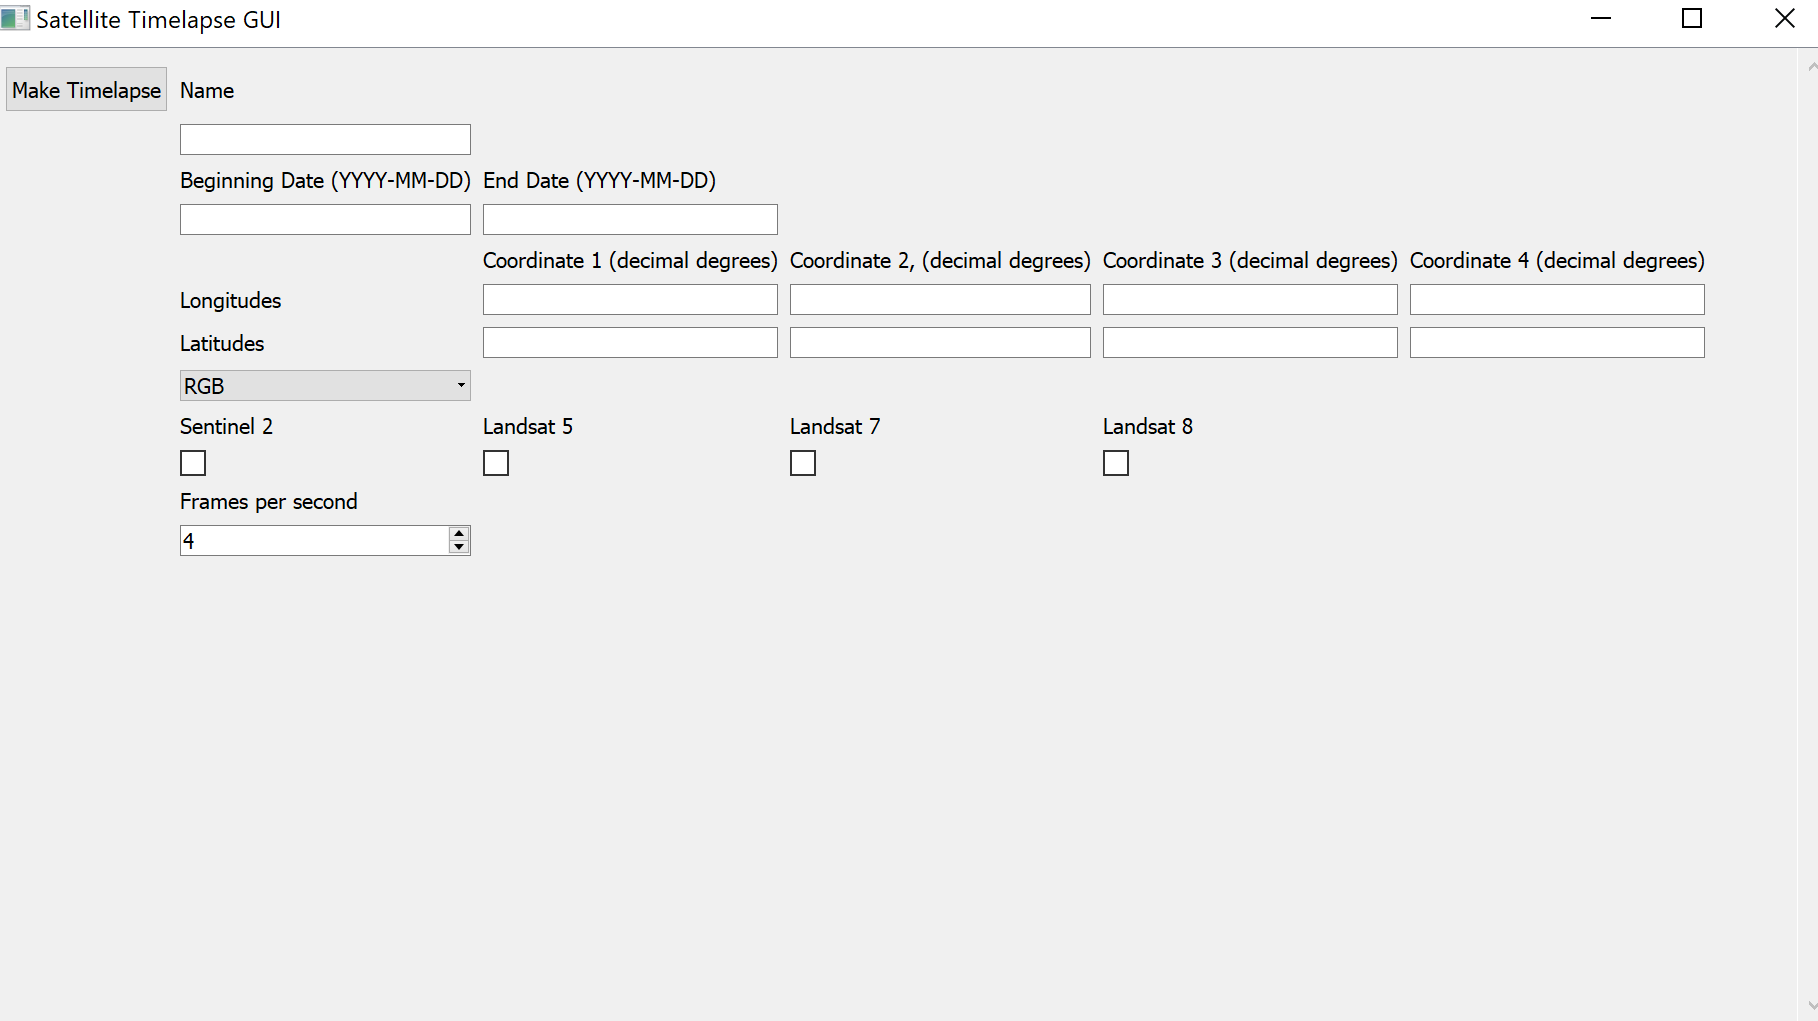 Satellite Timelapse GUI
Make Timelapse Name
Beginning Date (YYYY-MM-DD) End Date (YYYY-MM-DD)
Coordinate 1 (decimal degrees) Coordinate 2, (decimal degrees) Coordinate 3 (decimal degrees) Coordinate 4 (decimal degrees)
Longitudes
Latitudes
RGB
Sentinel 2 Landsat 5 Landsat 7 Landsat 8
Frames per second
4